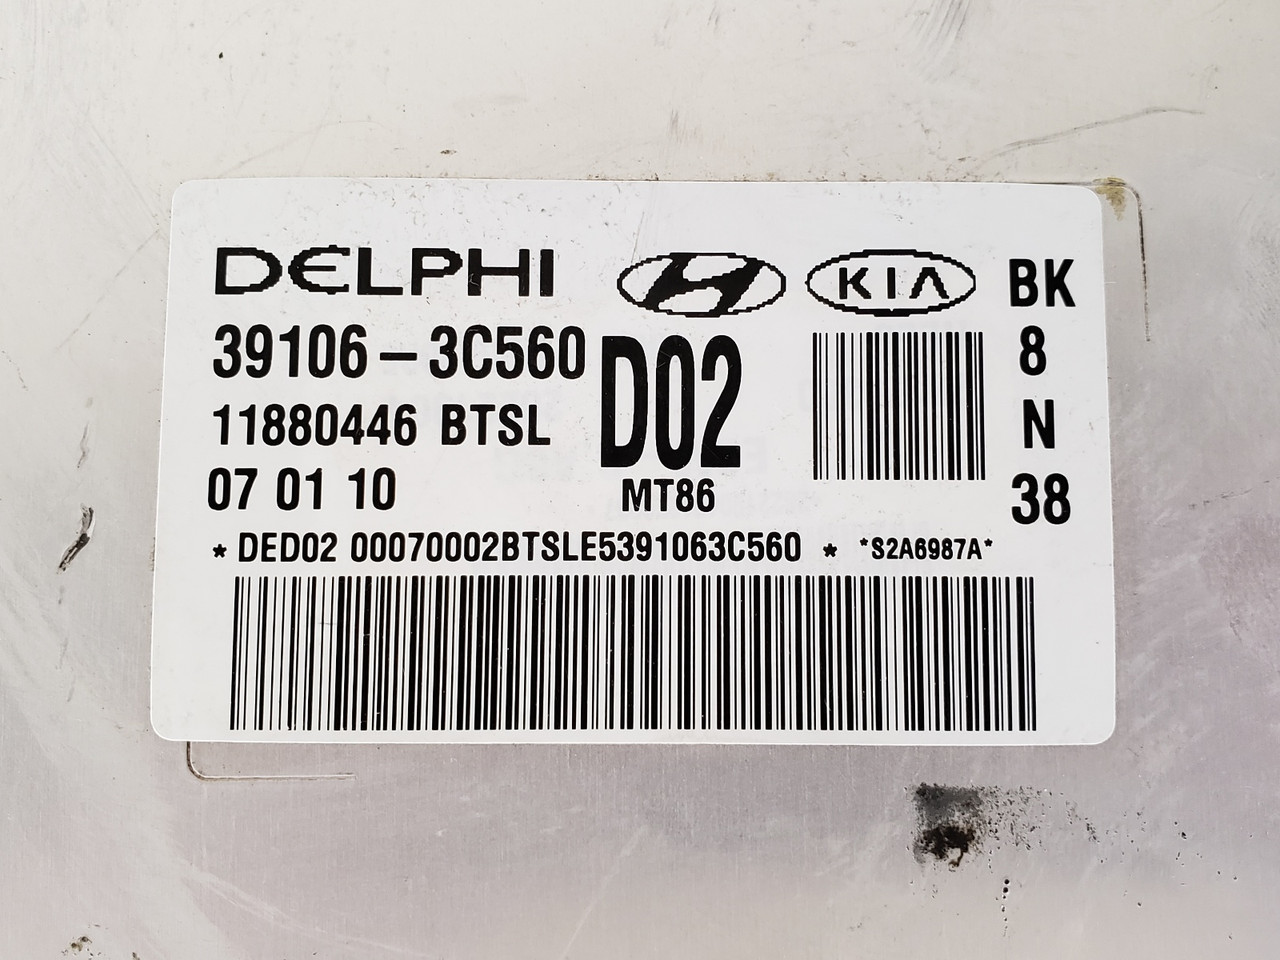 DELPHI
KIA
BK
39106-3C560
D02
8
11880446 BTSL
N
07 01 10
MT86
38
* DED02 00070002BTSLE5391063C560 * *S2A6987A*